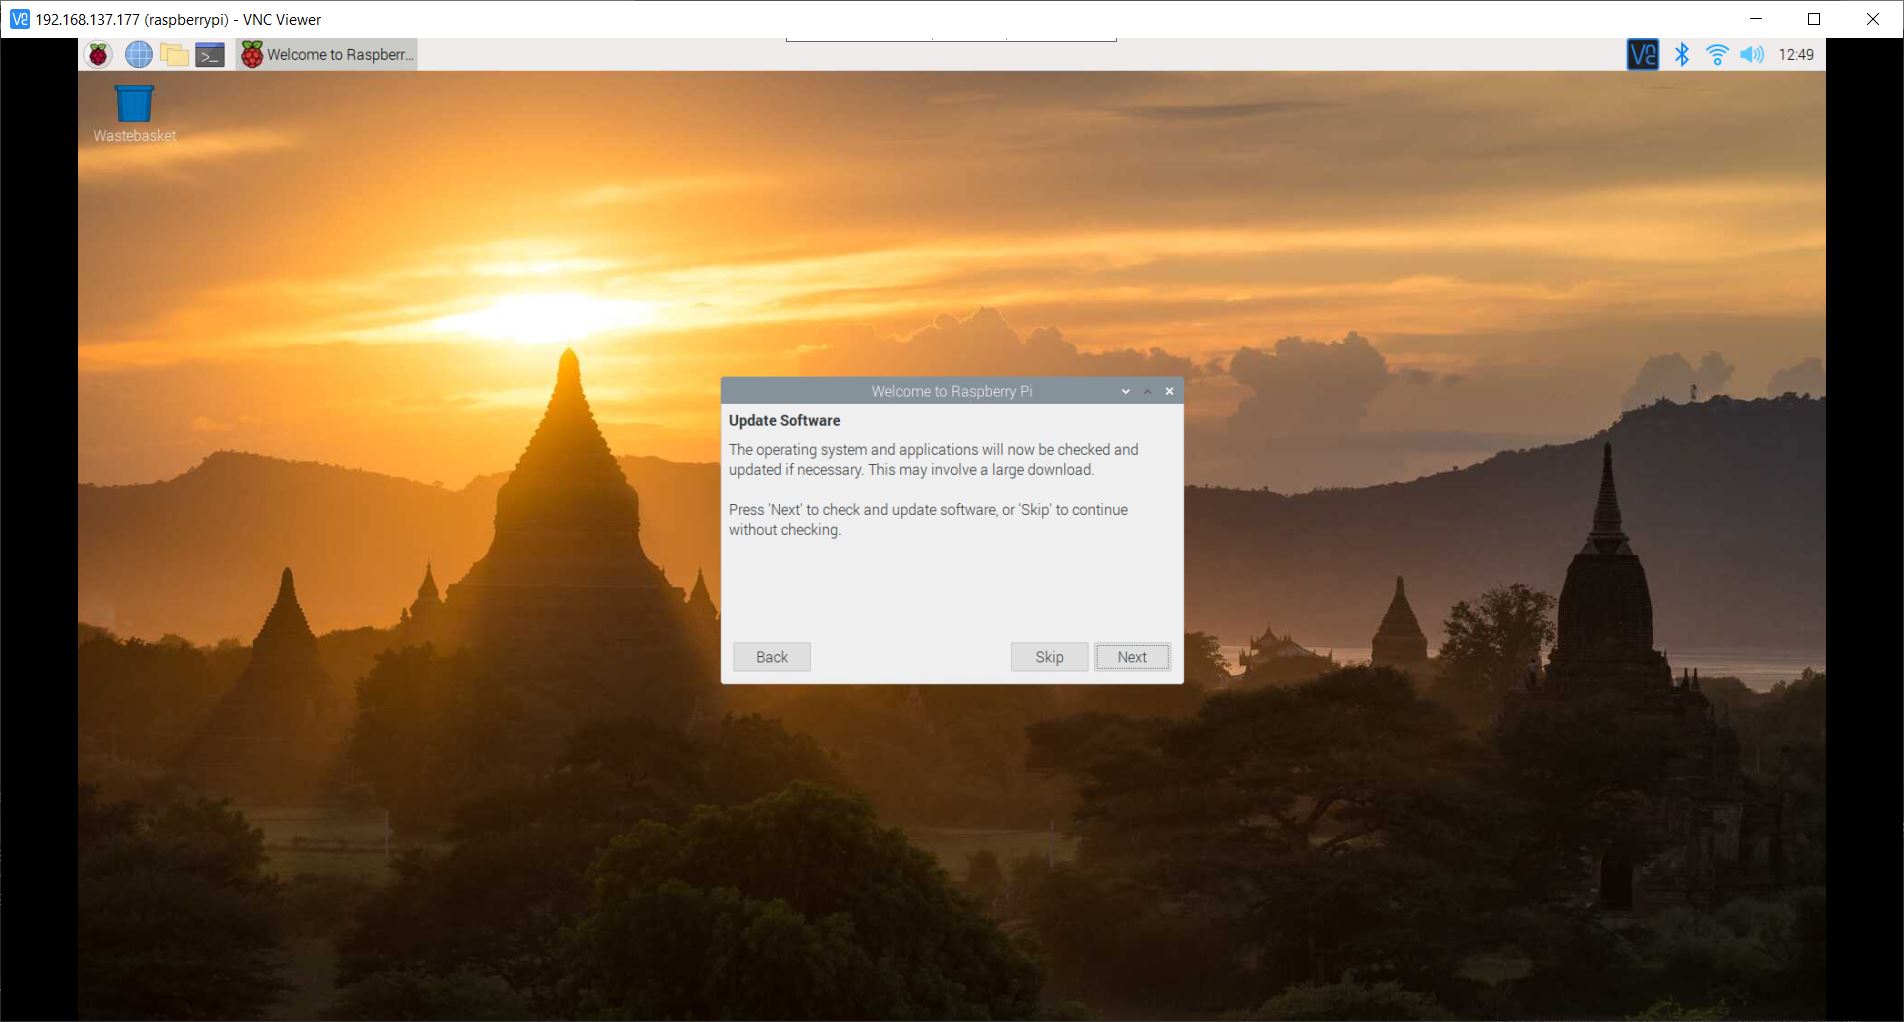 192.168.137.177 (raspberrypi) - VNC Viewer
Welcome to Raspberr...
12:49
Wastebasket
Welcome to Raspberry Pi
Update Software
The operating system and applications will now be checked and
updated if necessary. This may involve a large download.
Press 'Next' to check and update software, or 'Skip' to continue
without checking.
Back
Skip
Next